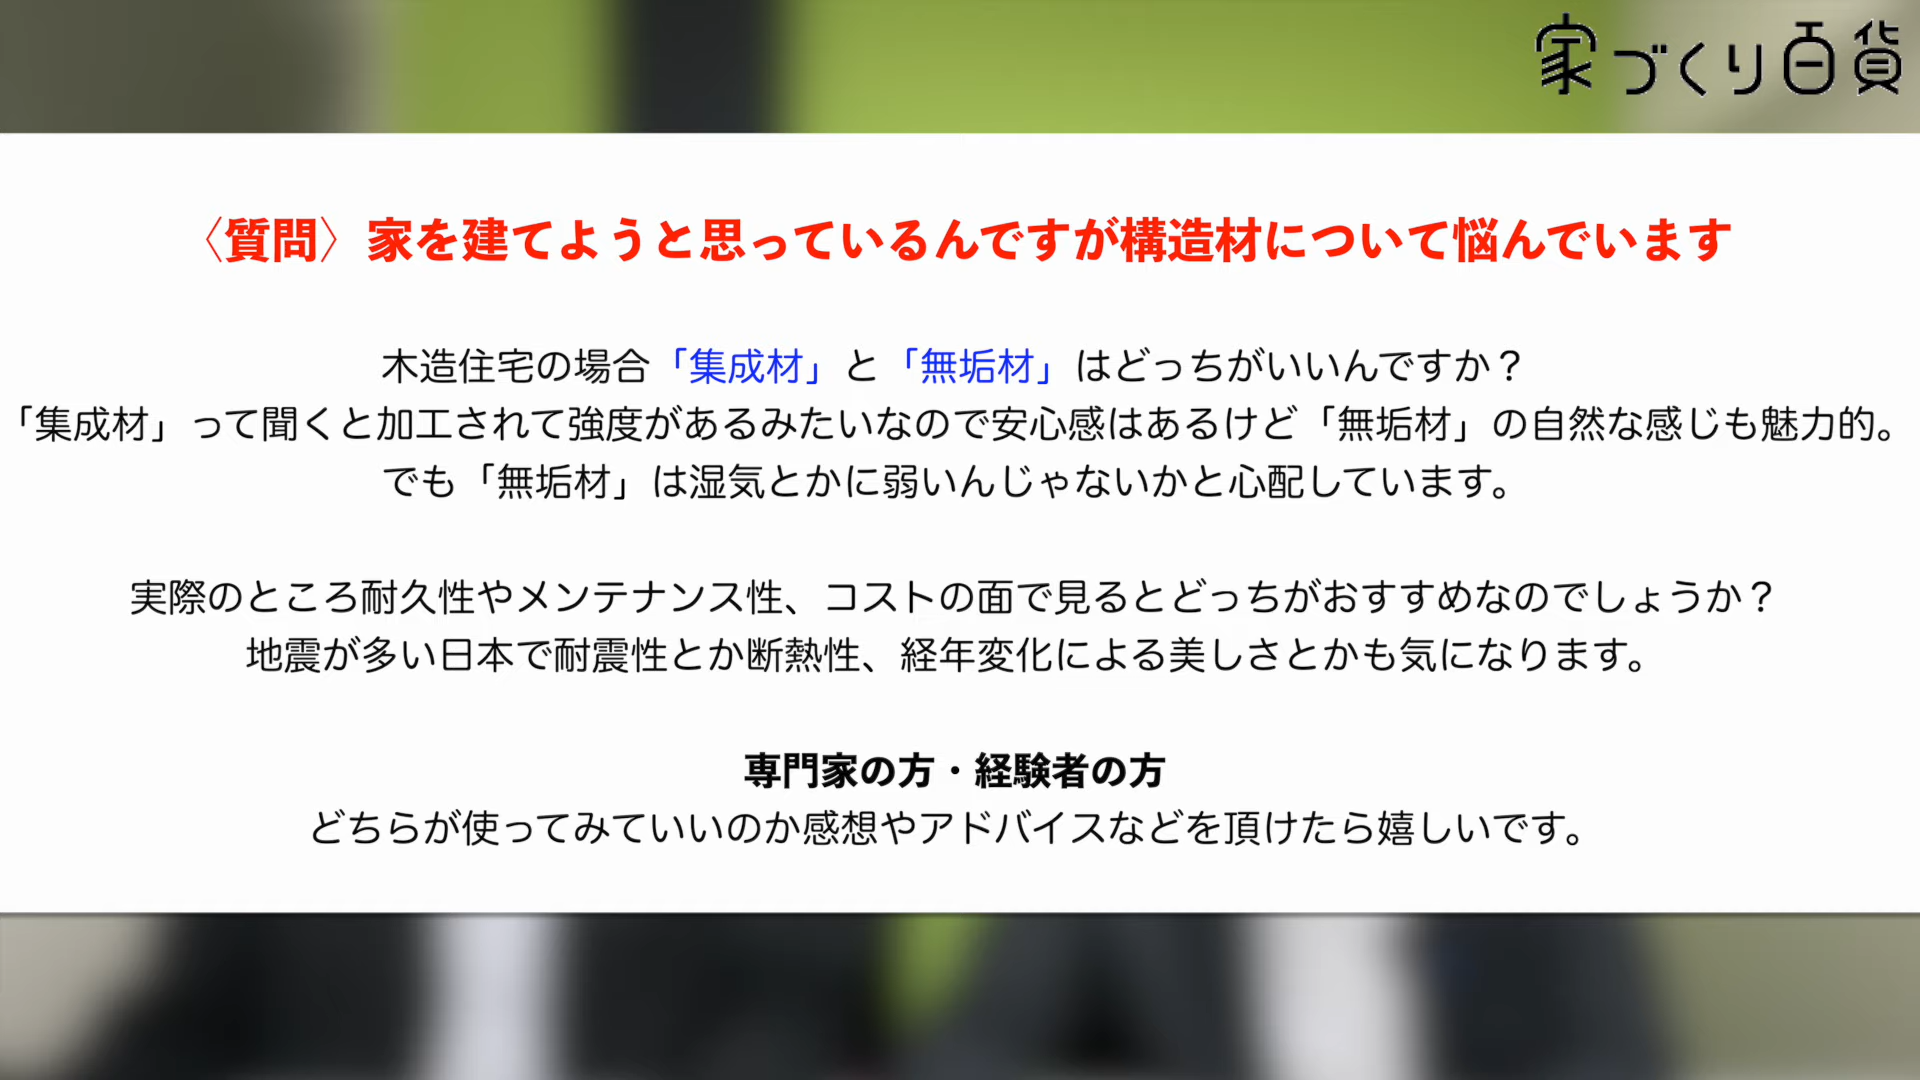 家づくり百貨
〈質問〉家を建てようと思っているんですが構造材について悩んでいます
木造住宅の場合「集成材」と「無垢材」はどっちがいいんですか？
「集成材」って聞くと加工されて強度があるみたいなので安心感はあるけど「無垢材」の自然な感じも魅力的。
でも「無垢材」は湿気とかに弱いんじゃないかと心配しています。
実際のところ耐久性やメンテナンス性、コストの面で見るとどっちがおすすめなのでしょうか？
地震が多い日本で耐震性とか断熱性、経年変化による美しさとかも気になります。
専門家の方・経験者の方
どちらが使ってみていいのか感想やアドバイスなどを頂けたら嬉しいです。